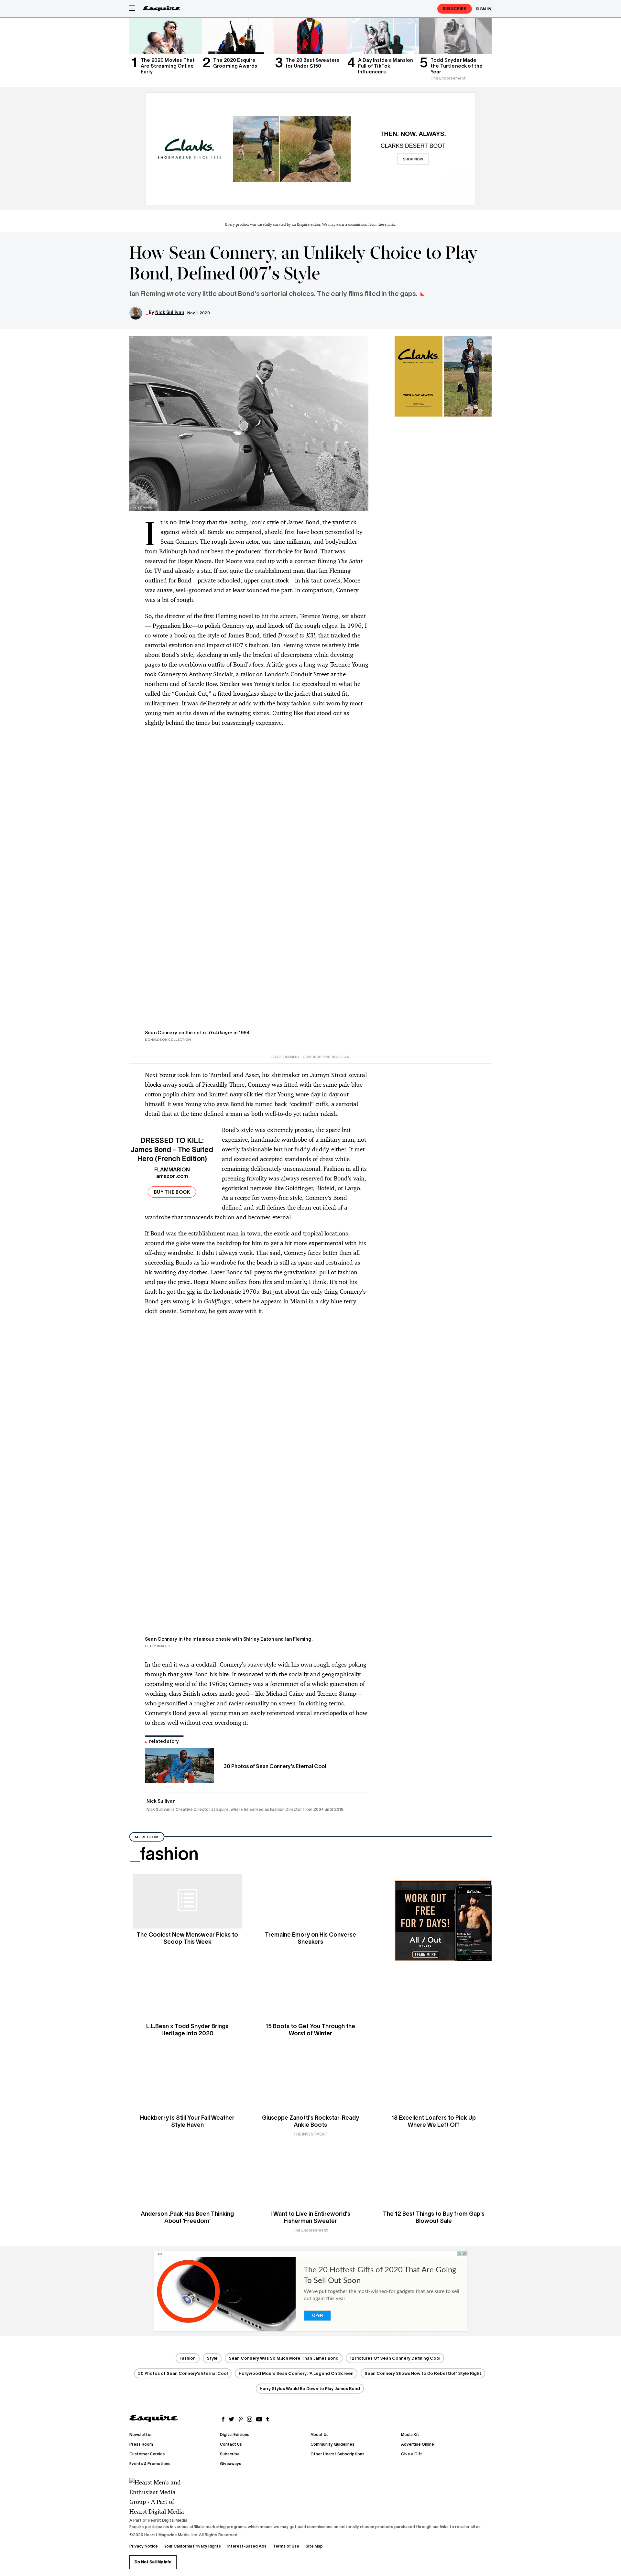 Esquire
SUBSCRIBE
SIGN IN
1 The 2020 Movies That Are Streaming Online Early
2 The 2020 Esquire Grooming Awards
3 The 20 Best Sweaters for Under $150
4 A Day Inside a Mansion Full of TikTok Influencers
5 Todd Snyder Made the Turtleneck of the Year
The Endorsement
Clarks
SHOEMAKERS SINCE 1825
THEN. NOW. ALWAYS.
CLARKS DESERT BOOT
SHOP NOW
Every product was carefully curated by an Esquire editor. We may earn a commission from these links.
How Sean Connery, an Unlikely Choice to Play
Bond, Defined 007's Style
Ian Fleming wrote very little about Bond's sartorial choices. The early films filled in the gaps.
By Nick Sullivan Nov 1, 2020
Clarks
THEN. NOW. ALWAYS.
It is no little irony that the lasting, iconic style of James Bond, the yardstick
against which all Bonds are compared, should first have been personified by
Sean Connery. The rough-hewn actor, one-time milkman, and bodybuilder
from Edinburgh had not been the producers' first choice for Bond. That was
reserved for Roger Moore. But Moore was tied up with a contract filming The Saint
for TV and already a star. If not quite the establishment man that Ian Fleming
outlined for Bond—private schooled, upper crust stock—in his taut novels, Moore
was suave, well-groomed and at least sounded the part. In comparison, Connery
was a bit of rough.
So, the director of the first Fleming novel to hit the screen, Terence Young, set about
— Pygmalion like—to polish Connery up, and knock off the rough edges. In 1996, I
co-wrote a book on the style of James Bond, titled Dressed to Kill, that tracked the
sartorial evolution and impact of 007's fashion. Ian Fleming wrote relatively little
about Bond's style, sketching in only the briefest of descriptions while devoting
pages to the overblown outfits of Bond's foes. A little goes a long way. Terence Young
took Connery to Anthony Sinclair, a tailor on London's Conduit Street at the
northern end of Savile Row. Sinclair was Young's tailor. He specialized in what he
called the "Conduit Cut," a fitted hourglass shape to the jacket that suited fit,
military men. It was deliberately at odds with the boxy fashion suits worn by most
young men at the dawn of the swinging sixties. Cutting like that stood out as
slightly behind the times but reassuringly expensive.
Sean Connery on the set of Goldfinger in 1964.
DONALDSON COLLECTION
ADVERTISEMENT - CONTINUE READING BELOW
Next Young took him to Turnbull and Asser, his shirtmaker on Jermyn Street several
blocks away south of Piccadilly. There, Connery was fitted with the same pale blue
cotton poplin shirts and knitted navy silk ties that Young wore day in day out
himself. It was Young who gave Bond his turned back "cocktail" cuffs, a sartorial
detail that at the time defined a man as both well-to-do yet rather rakish.
DRESSED TO KILL:
James Bond - The Suited
Hero (French Edition)
FLAMMARION
amazon.com
BUY THE BOOK
Bond's style was extremely precise, the spare but
expensive, handmade wardrobe of a military man, not
overtly fashionable but not fuddy-duddy, either. It met
and exceeded accepted standards of dress while
remaining deliberately unsensational. Fashion in all its
preening frivolity was always reserved for Bond's vain,
egotistical nemeses like Goldfinger, Blofeld, or Largo.
As a recipe for worry-free style, Connery's Bond
defined and still defines the clean-cut ideal of a
wardrobe that transcends fashion and becomes eternal.
If Bond was the establishment man in town, the exotic and tropical locations
around the globe were the backdrop for him to get a bit more experimental with his
off-duty wardrobe. It didn't always work. That said, Connery fares better than all
succeeding Bonds as his wardrobe for the beach is still as spare and restrained as
his working day clothes. Later Bonds fall prey to the gravitational pull of fashion
and pay the price. Roger Moore suffers from this and unfairly, I think. It's not his
fault he got the gig in the hedonistic 1970s. But just about the only thing Connery's
Bond gets wrong is in Goldfinger, where he appears in Miami in a sky-blue terry-
cloth onesie. Somehow, he gets away with it.
Sean Connery in the infamous onesie with Shirley Eaton and Ian Fleming.
GETTY IMAGES
In the end it was a cocktail: Connery's suave style with his own rough edges poking
through that gave Bond his bite. It resonated with the socially and geographically
expanding world of the 1960s; Connery was a forerunner of a whole generation of
working-class British actors made good—like Michael Caine and Terence Stamp—
who personified a rougher and racier sexuality on screen. In clothing terms,
Connery's Bond gave all young man an easily referenced visual encyclopedia of how
to dress well without ever overdoing it.
related story
30 Photos of Sean Connery's Eternal Cool
Nick Sullivan
Nick Sullivan is Creative Director at Equire, where he served as Fashion Director from 2004 until 2019.
MORE FROM
_fashion
The Coolest New Menswear Picks to Scoop This Week
Tremaine Emory on His Converse Sneakers
WORK OUT
FREE
FOR 7 DAYS!
All / Out
STUDIO
LEARN MORE
L.L.Bean x Todd Snyder Brings Heritage Into 2020
15 Boots to Get You Through the Worst of Winter
Huckberry Is Still Your Fall Weather Style Haven
Giuseppe Zanotti's Rockstar-Ready Ankle Boots
THE INVESTMENT
18 Excellent Loafers to Pick Up Where We Left Off
Anderson .Paak Has Been Thinking About 'Freedom'
I Want to Live in Entireworld's Fisherman Sweater
The Endorsement
The 12 Best Things to Buy from Gap's Blowout Sale
Ad
The 20 Hottest Gifts of 2020 That Are Going
To Sell Out Soon
We've put together the most-wished-for gadgets that are sure to sell
out again this year
OPEN
Fashion
Style
Sean Connery Was So Much More Than James Bond
12 Pictures Of Sean Connery Defining Cool
30 Photos of Sean Connery's Eternal Cool
Hollywood Mours Sean Connery: 'A Legend On Screen
Sean Connery Shows How to Do Rebel Golf Style Right
Harry Styles Would Be Down to Play James Bond
Esquire
Newsletter
Digital Editions
About Us
Media Kit
Press Room
Contact Us
Community Guidelines
Advertise Online
Customer Service
Subscribe
Other Hearst Subscriptions
Give a Gift
Events & Promotions
Giveaways
Hearst Men's and
Enthusiast Media
Group - A Part of
Hearst Digital Media
A Part of Hearst Digital Media
Esquire participates in various affiliate marketing programs, which means we may get paid commissions on editorially chosen products purchased through our links to retailer sites.
©2020 Hearst Magazine Media, Inc. All Rights Reserved.
Privacy Notice
Your California Privacy Rights
Interest-Based Ads
Terms of Use
Site Map
Do Not Sell My Info